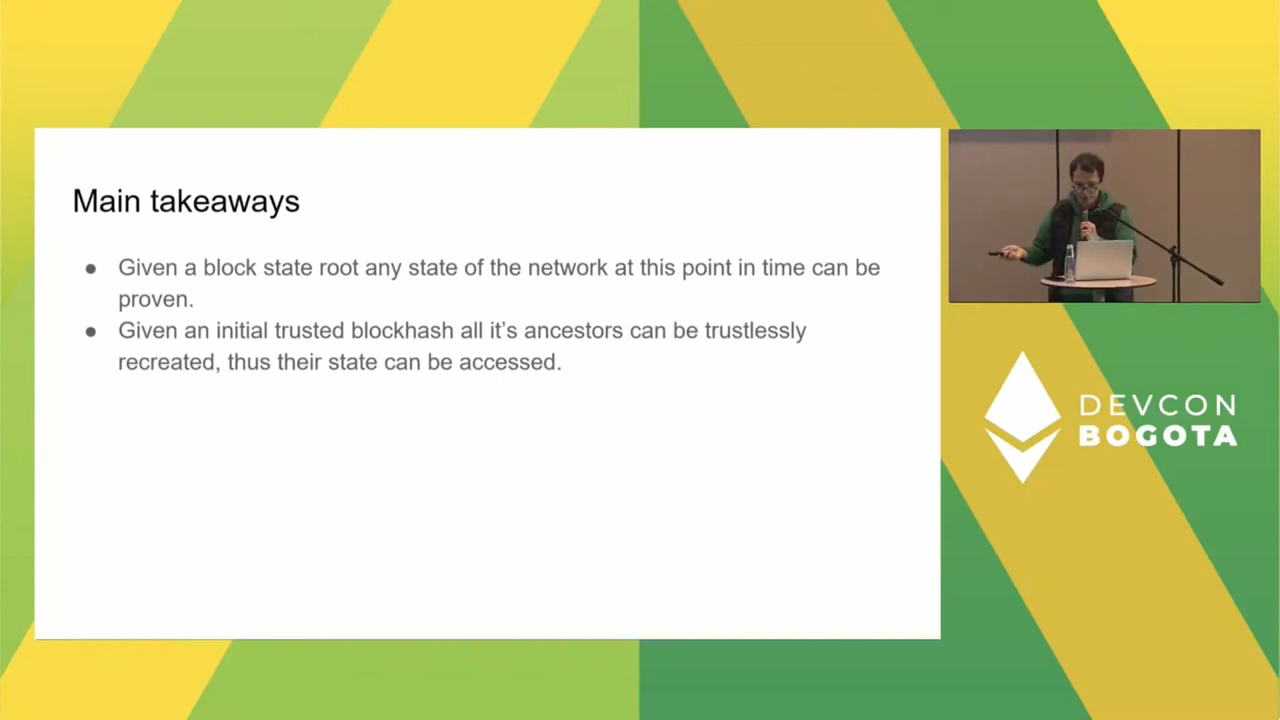 Main takeaways
● Given a block state root any state of the network at this point in time can be
proven.
● Given an initial trusted blockhash all it's ancestors can be trustlessly
recreated, thus their state can be accessed.
DEVCON
BOGOTA